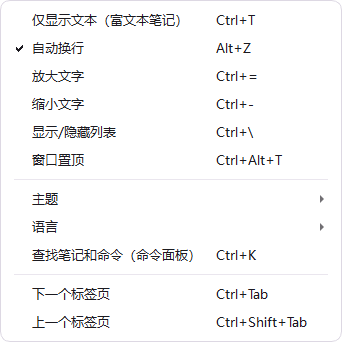 仅显示文本（富文本笔记） Ctrl+T
自动换行 Alt+Z
放大文字 Ctrl+=
缩小文字 Ctrl+-
显示/隐藏列表 Ctrl+\
窗口置顶 Ctrl+Alt+T
主题
语言
查找笔记和命令（命令面板） Ctrl+K
下一个标签页 Ctrl+Tab
上一个标签页 Ctrl+Shift+Tab